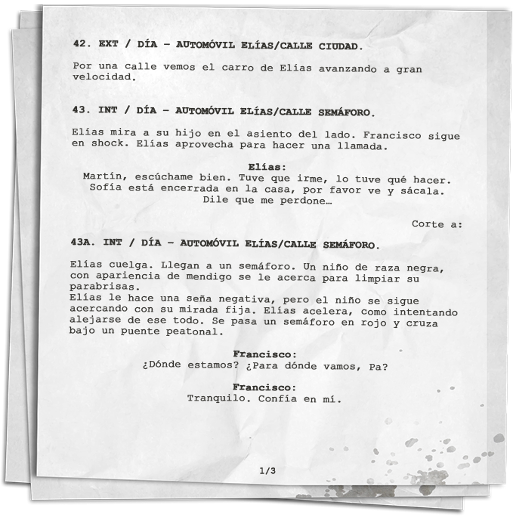 42. EXT / DÍA - AUTOMÓVIL ELÍAS/CALLE CIUDAD.
Por una calle vemos el carro de Elías avanzando a gran
velocidad.
43. INT / DÍA - AUTOMÓVIL ELÍAS/CALLE SEMÁFORO.
Elías mira a su hijo en el asiento del lado. Francisco sigue
en shock. Elías aprovecha para hacer una llamada.
Elías:
Martín, escúchame bien. Tuve que irme, lo tuve qué hacer.
Sofía está encerrada en la casa, por favor ve y sácala.
Dile que me perdone…
Corte a:
43A. INT / DÍA - AUTOMÓVIL ELÍAS/CALLE SEMÁFORO.
Elías cuelga. Llegan a un semáforo. Un niño de raza negra,
con apariencia de mendigo se le acerca para limpiar su
parabrisas.
Elías le hace una seña negativa, pero el niño se sigue
acercando con su mirada fija. Elías acelera, como intentando
alejarse de ese todo. Se pasa un semáforo en rojo y cruza
bajo un puente peatonal.
Francisco:
¿Dónde estamos? ¿Para dónde vamos, Pa?
Francisco:
Tranquilo. Confía en mí.
1/3